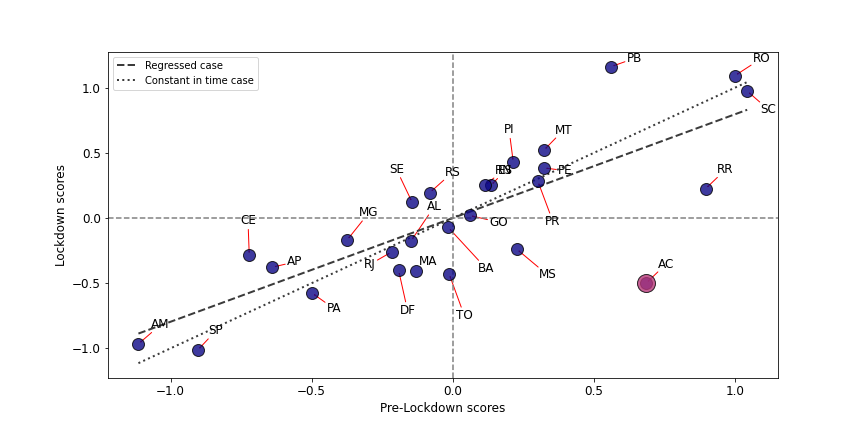 Regressed case
Constant in time case
PB
RO
SC
PI
MT
SE
RS
ES
PE
RR
CE
MG
AL
GO
PR
AP
RJ
MA
BA
MS
AC
PA
DF
TO
AM
SP
1.0
0.5
0.0
−0.5
−1.0
Lockdown scores
−1.0
−0.5
0.0
0.5
1.0
Pre-Lockdown scores